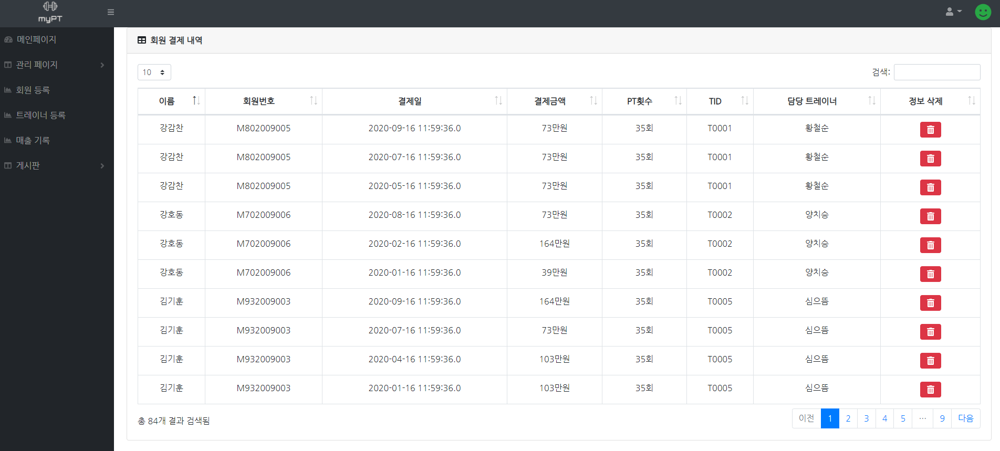 myPT
메인페이지
관리 페이지
회원 등록
트레이너 등록
매출 기록
게시판
회원 결제 내역
10 검색:
이름 회원번호 결제일 결제금액 PT횟수 TID 담당 트레이너 정보 삭제
강감찬 M802009005 2020-09-16 11:59:36.0 73만원 35회 T0001 황철순
강감찬 M802009005 2020-07-16 11:59:36.0 73만원 35회 T0001 황철순
강감찬 M802009005 2020-05-16 11:59:36.0 73만원 35회 T0001 황철순
강호동 M702009006 2020-08-16 11:59:36.0 73만원 35회 T0002 양치승
강호동 M702009006 2020-02-16 11:59:36.0 164만원 35회 T0002 양치승
강호동 M702009006 2020-01-16 11:59:36.0 39만원 35회 T0002 양치승
김기훈 M932009003 2020-09-16 11:59:36.0 164만원 35회 T0005 심으뜸
김기훈 M932009003 2020-07-16 11:59:36.0 73만원 35회 T0005 심으뜸
김기훈 M932009003 2020-04-16 11:59:36.0 103만원 35회 T0005 심으뜸
김기훈 M932009003 2020-01-16 11:59:36.0 103만원 35회 T0005 심으뜸
총 84개 결과 검색됨 이전 1 2 3 4 5 … 9 다음